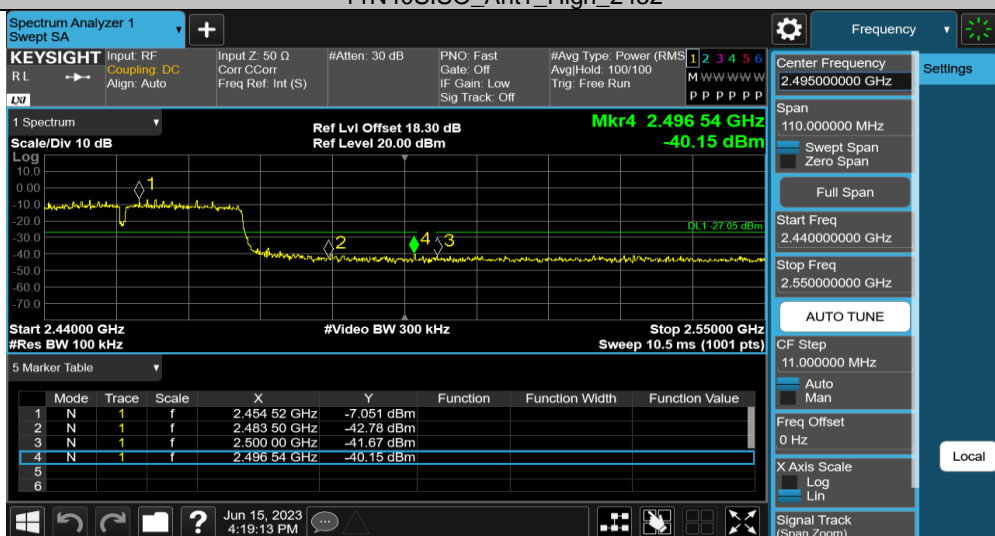 Spectrum Analyzer 1
Swept SA
+
Frequency
KEYSIGHT
RL
LXI
Input: RF
Coupling: DC
Align: Auto
Input Z: 50 Ω
Corr CCorr
Freq Ref: Int (S)
#Atten: 30 dB
PNO: Fast
Gate: Off
IF Gain: Low
Sig Track: Off
#Avg Type: Power (RMS
Avg|Hold: 100/100
Trig: Free Run
1 2 3 4 5 6
M W W W W W
P P P P P P
1 Spectrum
Scale/Div 10 dB
Ref Lvl Offset 18.30 dB
Ref Level 20.00 dBm
Mkr4 2.496 54 GHz
-40.15 dBm
Log
10.0
0.00
-10.0
-20.0
-30.0
-40.0
-50.0
-60.0
-70.0
1
2
4
3
DL1 -27.05 dBm
Start 2.44000 GHz
#Res BW 100 kHz
#Video BW 300 kHz
Stop 2.55000 GHz
Sweep 10.5 ms (1001 pts)
5 Marker Table
Mode Trace Scale X Y Function Function Width Function Value
1 N 1 f 2.454 52 GHz -7.051 dBm
2 N 1 f 2.483 50 GHz -42.78 dBm
3 N 1 f 2.500 00 GHz -41.67 dBm
4 N 1 f 2.496 54 GHz -40.15 dBm
5
6
?
Jun 15, 2023
4:19:13 PM
Center Frequency
2.495000000 GHz
Span
110.000000 MHz
Swept Span
Zero Span
Full Span
Start Freq
2.440000000 GHz
Stop Freq
2.550000000 GHz
AUTO TUNE
CF Step
11.000000 MHz
Auto
Man
Freq Offset
0 Hz
X Axis Scale
Log
Lin
Signal Track
(Span Zoom)
Settings
Local